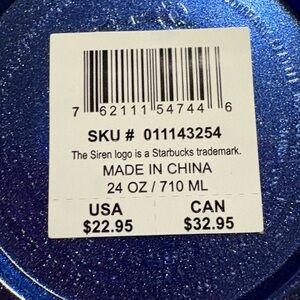 7 62111 54744 6
SKU # 011143254
The Siren logo is a Starbucks trademark.
MADE IN CHINA
24 OZ / 710 ML
USA CAN
$22.95 $32.95